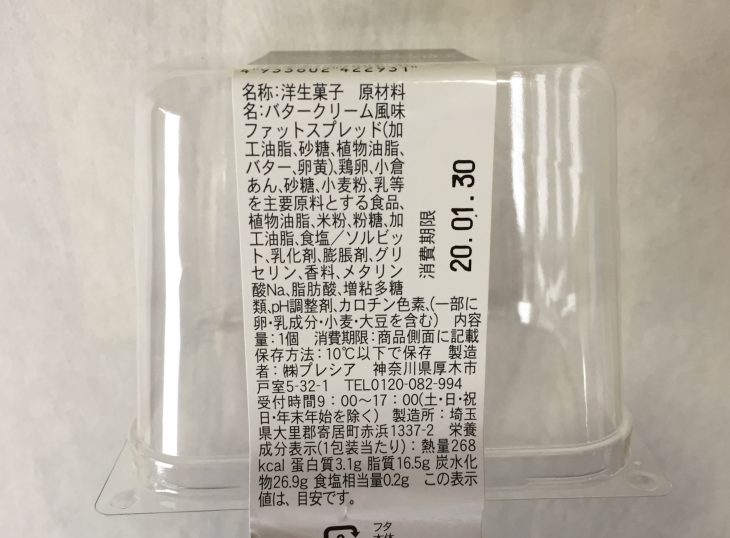 4 933602 422931
名称:洋生菓子 原材料
名:バタークリーム風味
ファットスプレッド(加
工油脂、砂糖、植物油脂、
バター、卵黄)、鶏卵、小倉
あん、砂糖、小麦粉、乳等
を主要原料とする食品、
植物油脂、米粉、粉糖、加
工油脂、食塩/ソルビッ
ト、乳化剤、膨脹剤、グリ
セリン、香料、メタリン
酸Na、脂肪酸、増粘多糖
類、pH調整剤、カロチン色素、(一部に
卵・乳成分・小麦・大豆を含む) 内容
量:1個 消費期限:商品側面に記載
保存方法:10℃以下で保存 製造
者:㈱プレシア 神奈川県厚木市
戸室5-32-1 TEL0120-082-994
受付時間9:00〜17:00(土・日・祝
日・年末年始を除く) 製造所:埼玉
県大里郡寄居町赤浜1337-2 栄養
成分表示(1包装当たり):熱量268
kcal 蛋白質3.1g 脂質16.5g 炭水化
物26.9g 食塩相当量0.2g この表示
値は、目安です。
消費期限
20.01.30
フタ